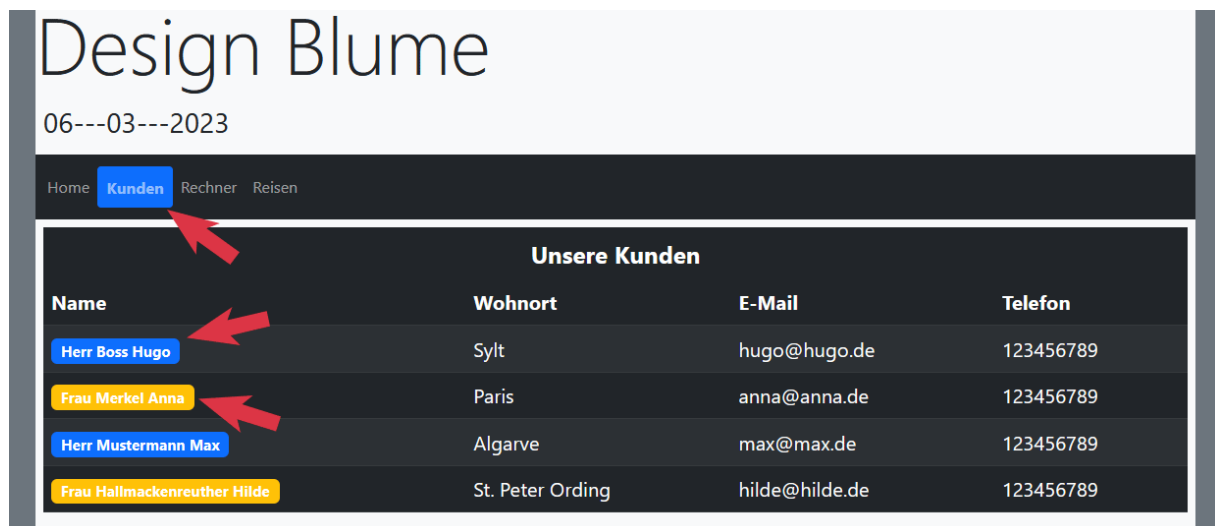 Design Blume
06---03---2023
Home Kunden Rechner Reisen
Unsere Kunden
Name Wohnort E-Mail Telefon
Herr Boss Hugo Sylt hugo@hugo.de 123456789
Frau Merkel Anna Paris anna@anna.de 123456789
Herr Mustermann Max Algarve max@max.de 123456789
Frau Hallmackenreuther Hilde St. Peter Ording hilde@hilde.de 123456789